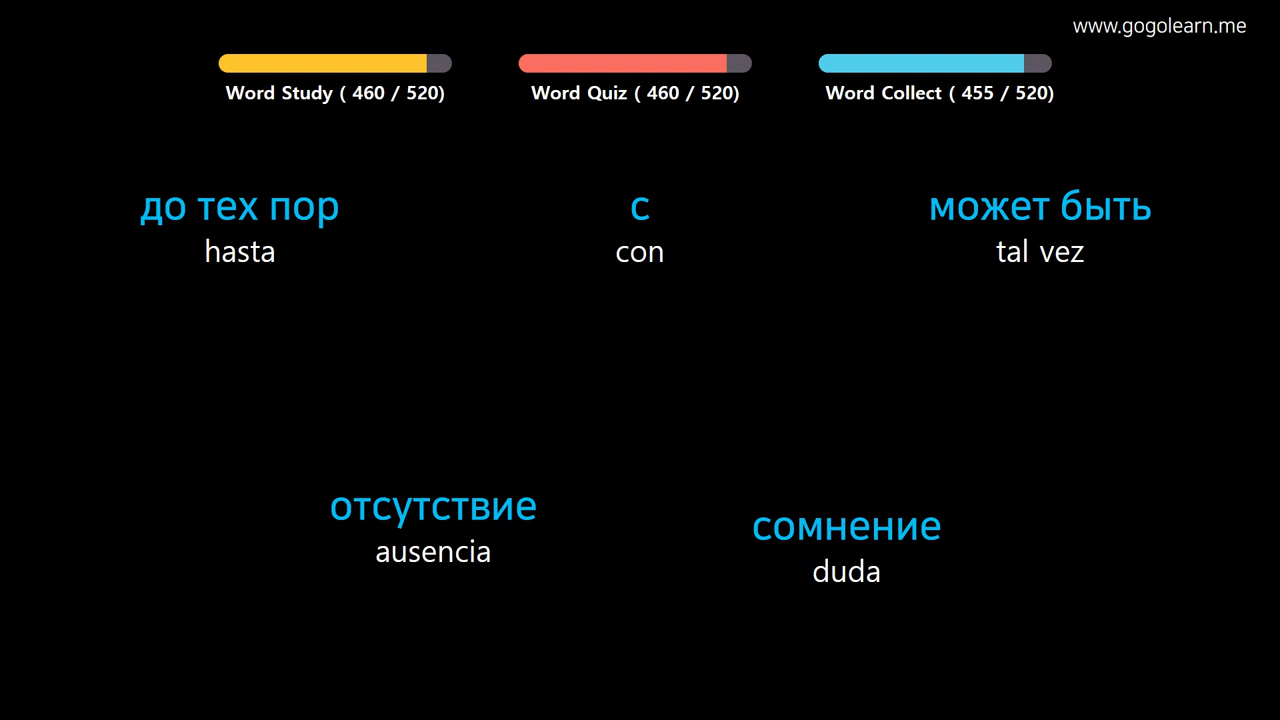 www.gogolearn.me
Word Study ( 460 / 520)
Word Quiz ( 460 / 520)
Word Collect ( 455 / 520)
до тех пор
hasta
с
con
может быть
tal vez
отсутствие
ausencia
сомнение
duda